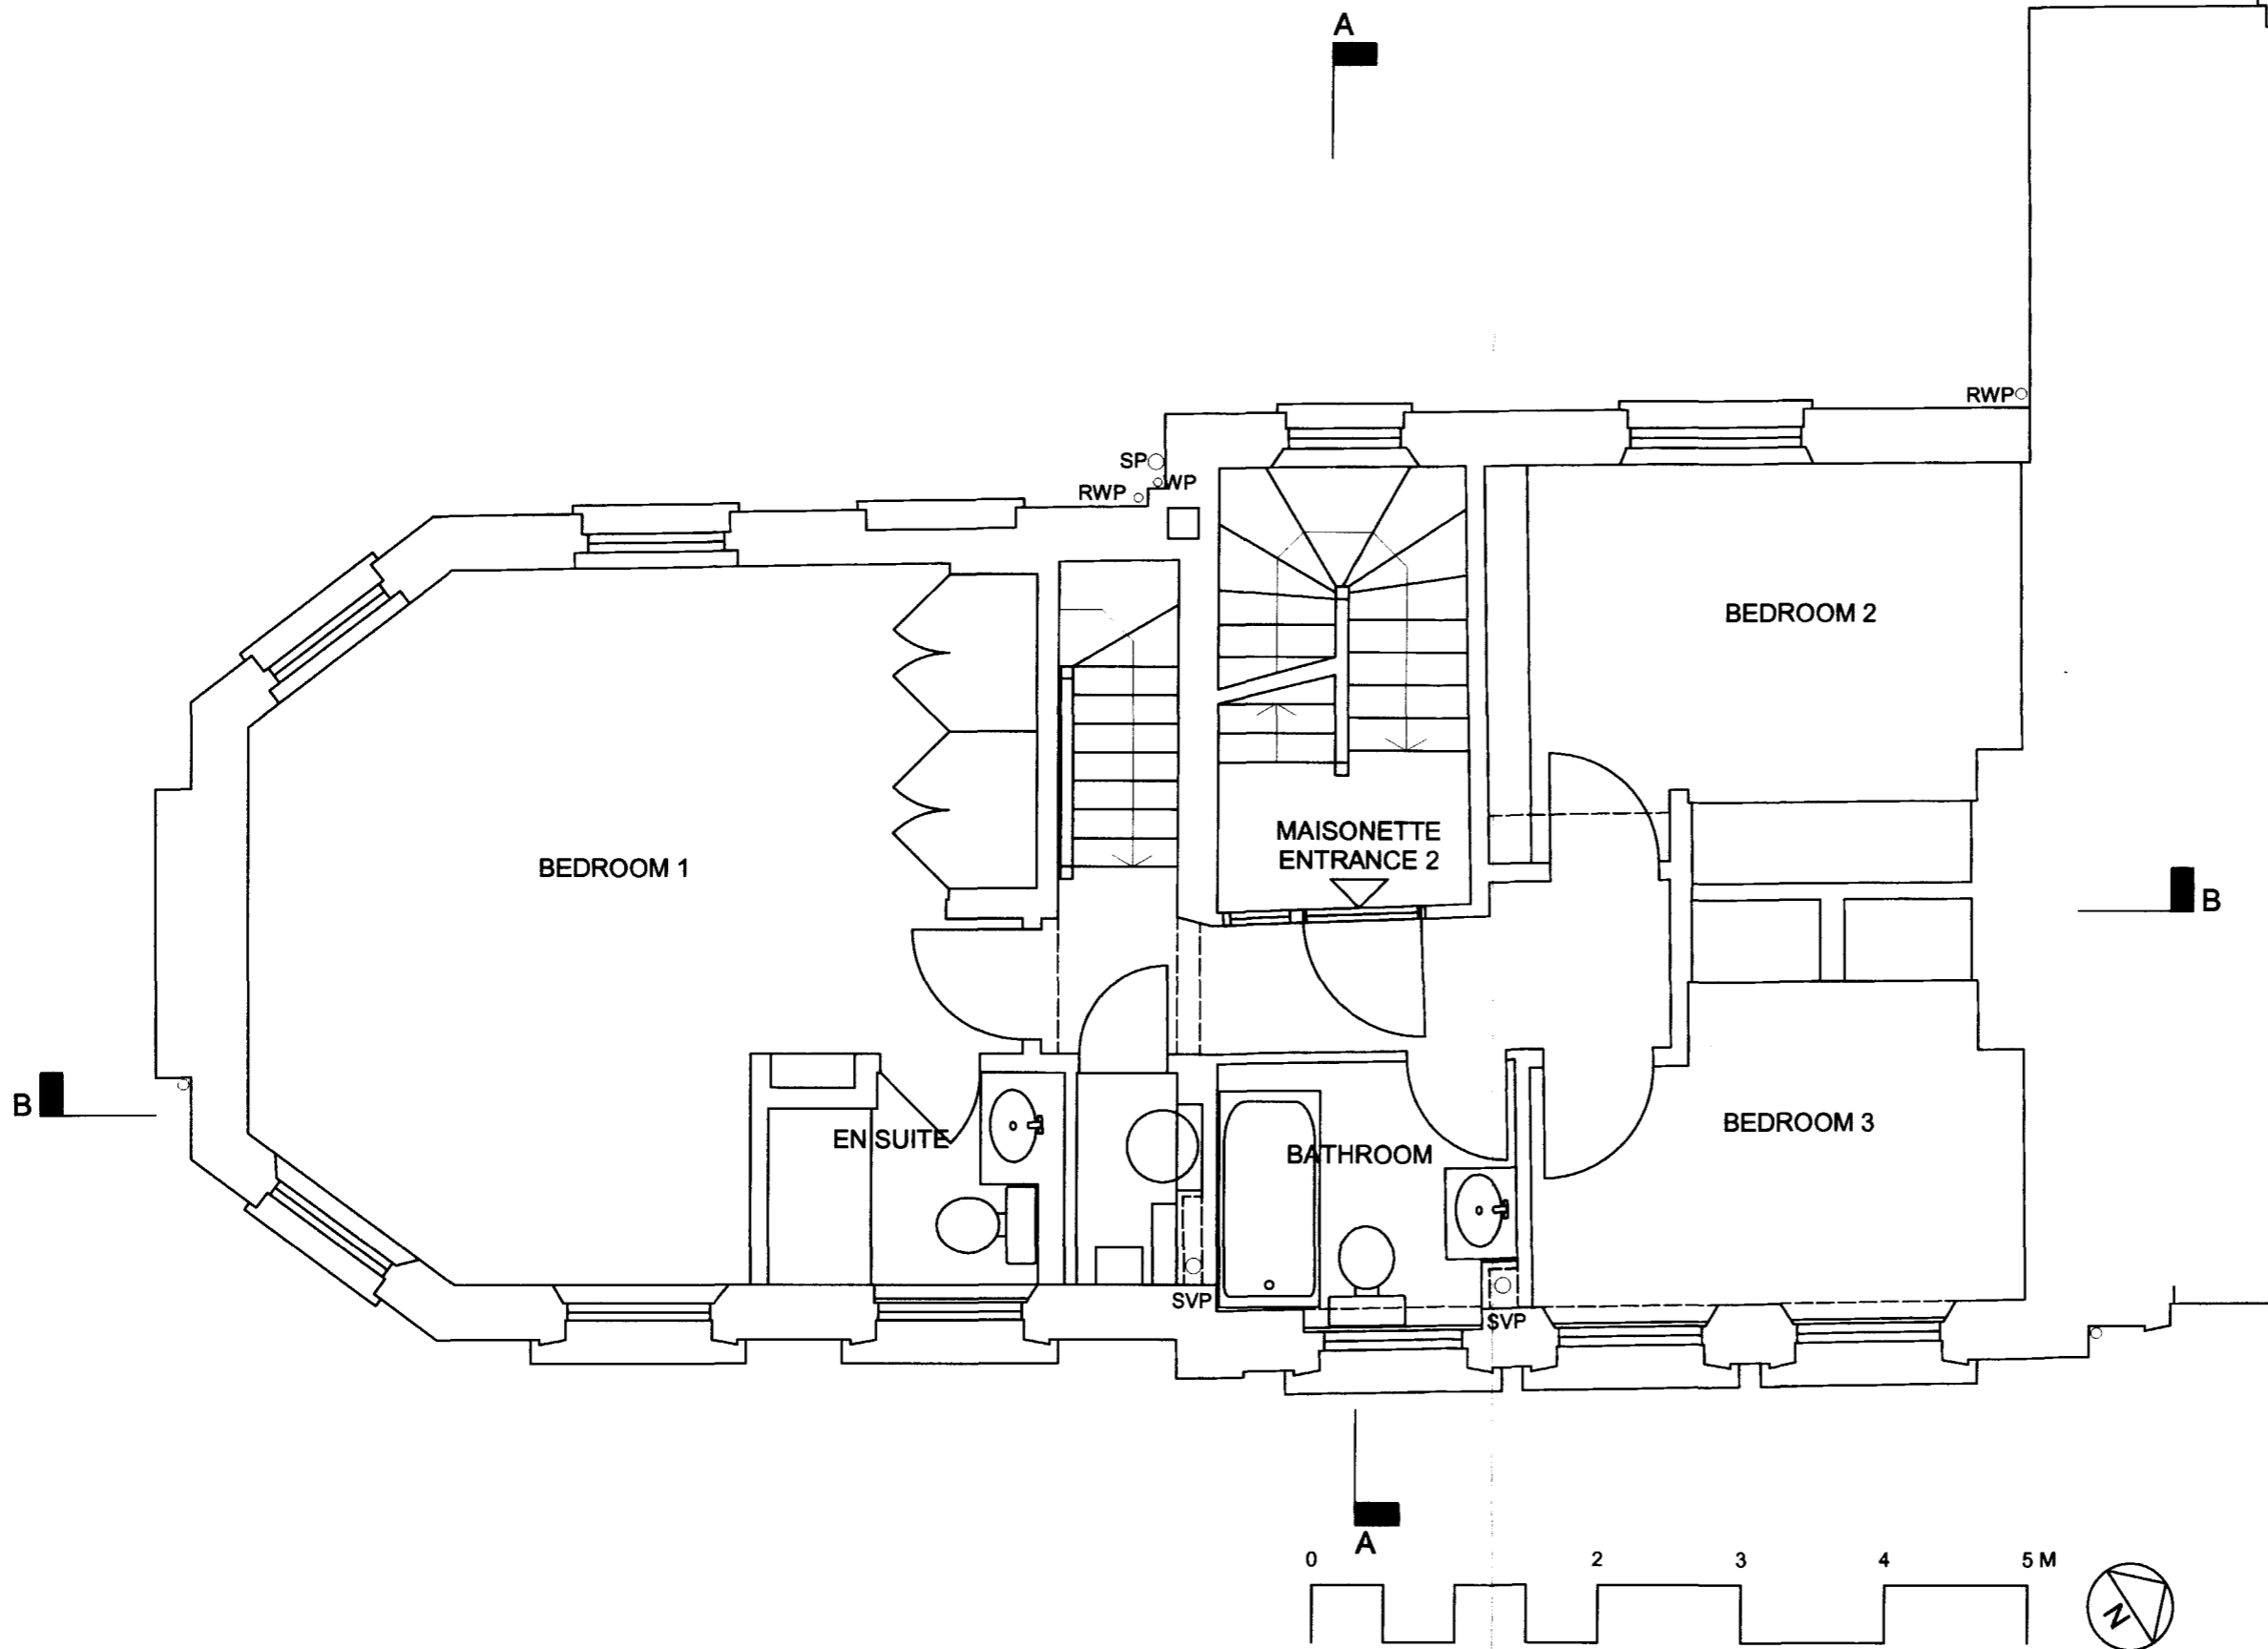 A
RWP
SP
WP
RWP
BEDROOM 2
MAISONETTE
ENTRANCE 2
BEDROOM 1
B
B
BEDROOM 3
EN SUITE
BATHROOM
SVP
SVP
A
0 2 3 4 5 M
N